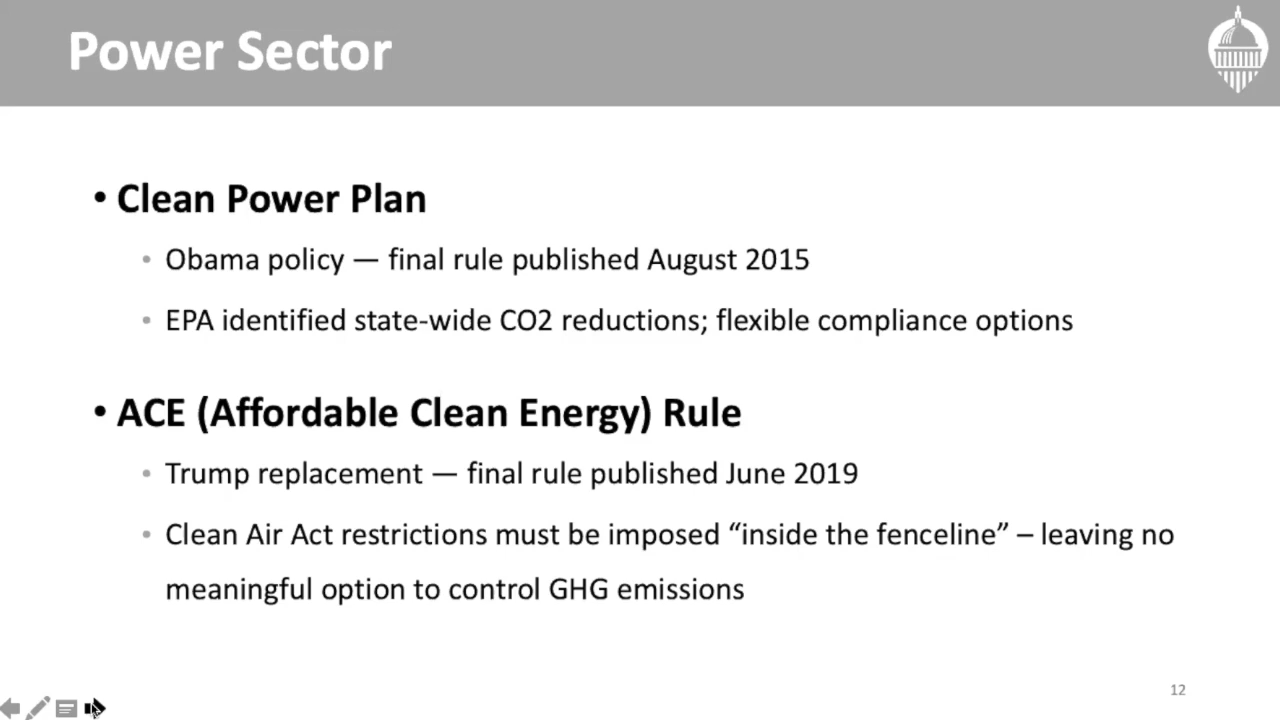 Power Sector
• Clean Power Plan
• Obama policy — final rule published August 2015
• EPA identified state-wide CO2 reductions; flexible compliance options
• ACE (Affordable Clean Energy) Rule
• Trump replacement — final rule published June 2019
• Clean Air Act restrictions must be imposed “inside the fenceline” – leaving no
meaningful option to control GHG emissions
12